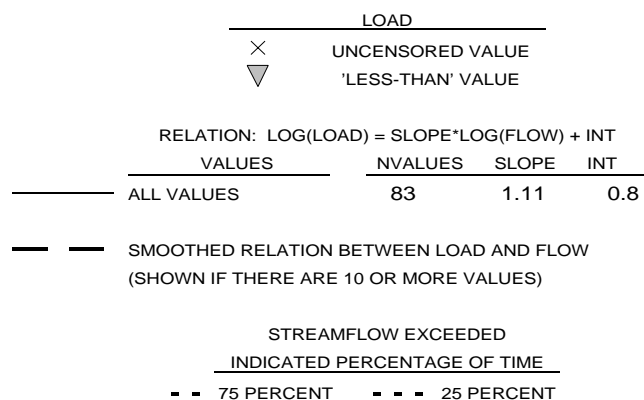 LOAD
UNCENSORED VALUE
'LESS-THAN' VALUE
RELATION: LOG(LOAD) = SLOPE*LOG(FLOW) + INT
VALUES NVALUES SLOPE INT
ALL VALUES 83 1.11 0.8
SMOOTHED RELATION BETWEEN LOAD AND FLOW
(SHOWN IF THERE ARE 10 OR MORE VALUES)
STREAMFLOW EXCEEDED
INDICATED PERCENTAGE OF TIME
75 PERCENT 25 PERCENT